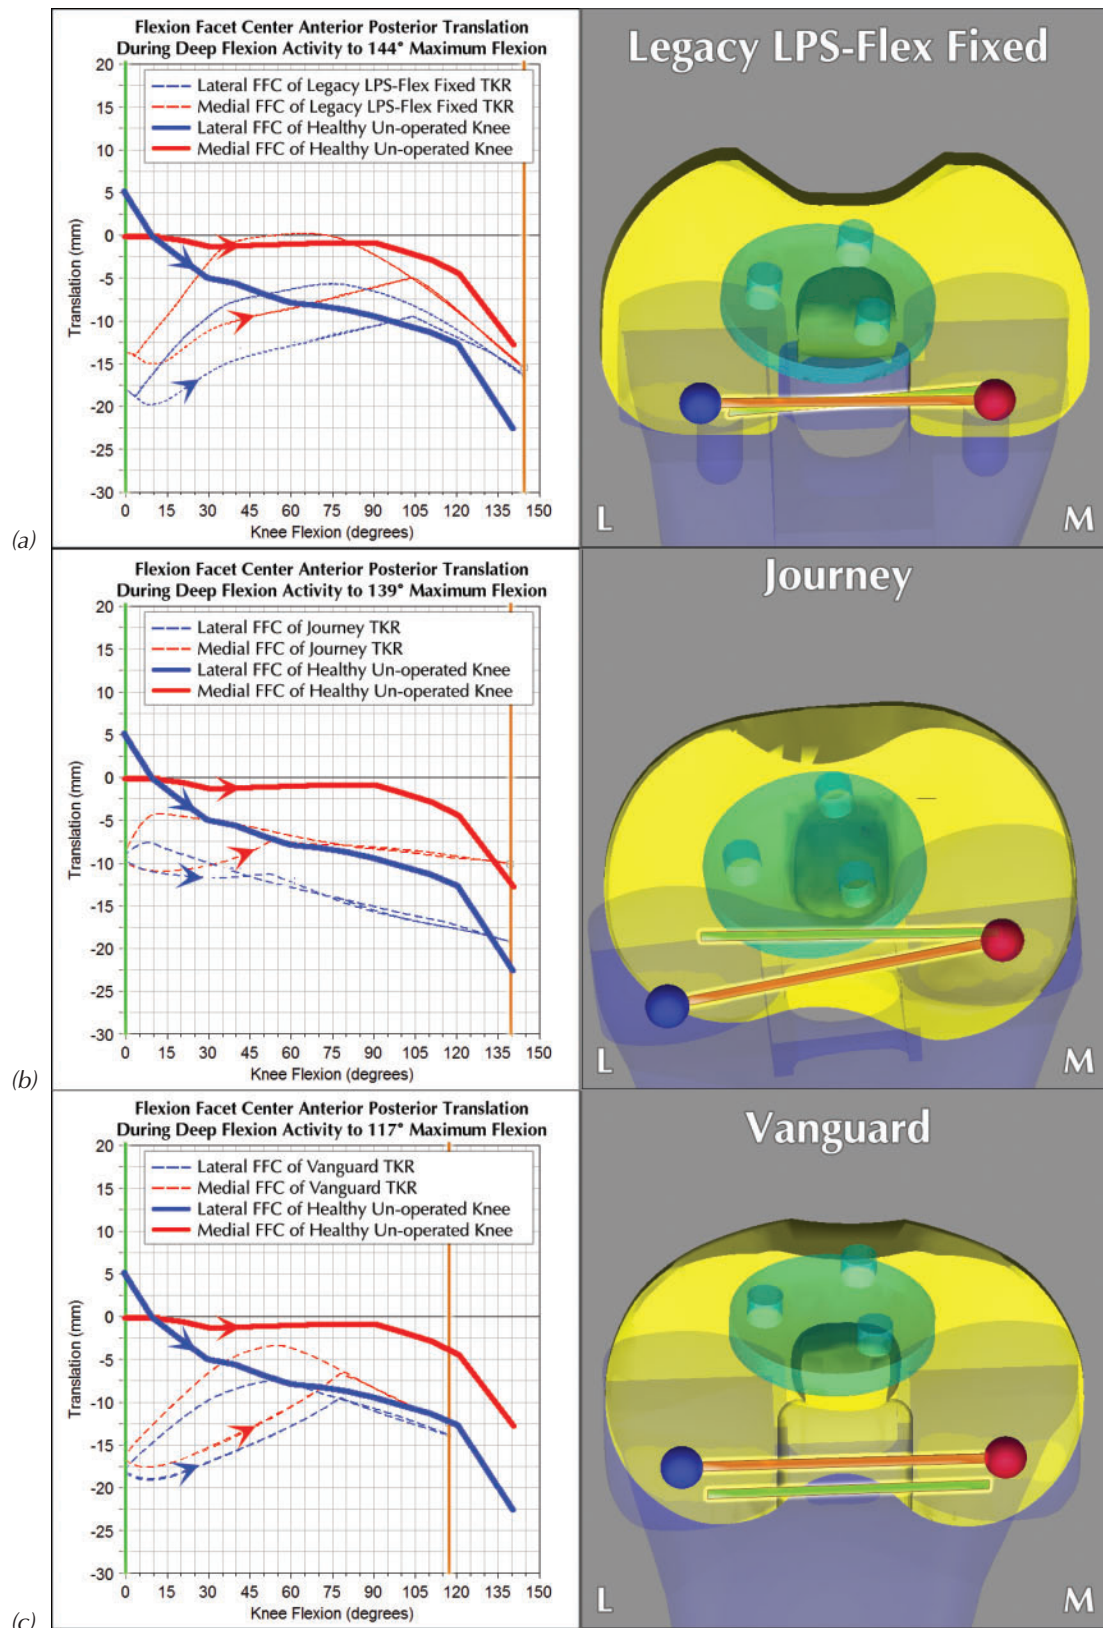 Flexion Facet Center Anterior Posterior Translation
During Deep Flexion Activity to 144° Maximum Flexion
20
15
10
5
0
-5
-10
-15
-20
-25
-30
Translation (mm)
Lateral FFC of Legacy LPS-Flex Fixed TKR
Medial FFC of Legacy LPS-Flex Fixed TKR
Lateral FFC of Healthy Un-operated Knee
Medial FFC of Healthy Un-operated Knee
0 15 30 45 60 75 90 105 120 135 150
Knee Flexion (degrees)
(a)
Legacy LPS-Flex Fixed
L M
Flexion Facet Center Anterior Posterior Translation
During Deep Flexion Activity to 139° Maximum Flexion
20
15
10
5
0
-5
-10
-15
-20
-25
-30
Translation (mm)
Lateral FFC of Journey TKR
Medial FFC of Journey TKR
Lateral FFC of Healthy Un-operated Knee
Medial FFC of Healthy Un-operated Knee
0 15 30 45 60 75 90 105 120 135 150
Knee Flexion (degrees)
(b)
Journey
L M
Flexion Facet Center Anterior Posterior Translation
During Deep Flexion Activity to 117° Maximum Flexion
20
15
10
5
0
-5
-10
-15
-20
-25
-30
Translation (mm)
Lateral FFC of Vanguard TKR
Medial FFC of Vanguard TKR
Lateral FFC of Healthy Un-operated Knee
Medial FFC of Healthy Un-operated Knee
0 15 30 45 60 75 90 105 120 135 150
Knee Flexion (degrees)
(c)
Vanguard
L M